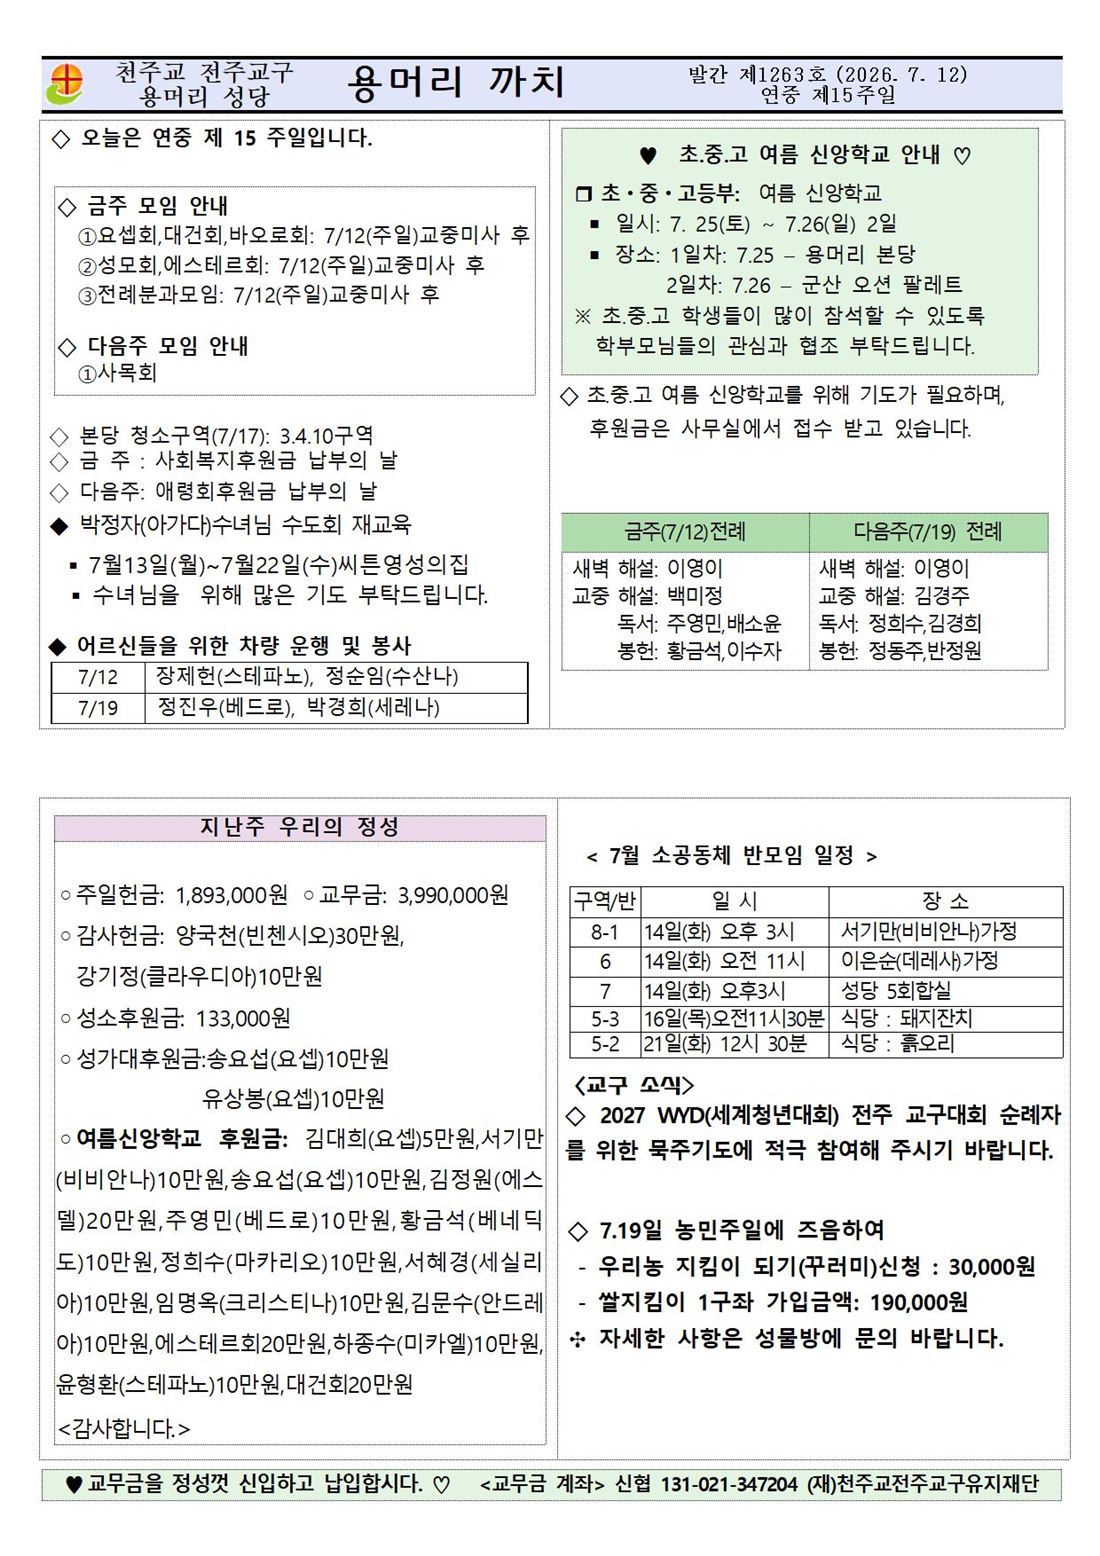 천주교 전주교구
용머리 성당
용머리 까치
발간 제1263호 (2026. 7. 12)
연중 제15주일
◇ 오늘은 연중 제 15 주일입니다.
◇ 금주 모임 안내
①요셉회,대건회,바오로회: 7/12(주일)교중미사 후
②성모회,에스테르회: 7/12(주일)교중미사 후
③전례분과모임: 7/12(주일)교중미사 후
◇ 다음주 모임 안내
①사목회
◇ 본당 청소구역(7/17): 3.4.10구역
◇ 금 주 : 사회복지후원금 납부의 날
◇ 다음주: 애령회후원금 납부의 날
◆ 박정자(아가다)수녀님 수도회 재교육
▪ 7월13일(월)~7월22일(수)씨튼영성의집
▪ 수녀님을 위해 많은 기도 부탁드립니다.
◆ 어르신들을 위한 차량 운행 및 봉사
7/12 장제헌(스테파노), 정순임(수산나)
7/19 정진우(베드로), 박경희(세레나)
♥ 초.중.고 여름 신앙학교 안내 ♡
❒ 초・중・고등부: 여름 신앙학교
▪ 일시: 7. 25(토) ~ 7.26(일) 2일
▪ 장소: 1일차: 7.25 – 용머리 본당
2일차: 7.26 – 군산 오션 팔레트
※ 초.중.고 학생들이 많이 참석할 수 있도록
학부모님들의 관심과 협조 부탁드립니다.
◇ 초.중.고 여름 신앙학교를 위해 기도가 필요하며,
후원금은 사무실에서 접수 받고 있습니다.
금주(7/12)전례 다음주(7/19) 전례
새벽 해설: 이영이 새벽 해설: 이영이
교중 해설: 백미정 교중 해설: 김경주
독서: 주영민,배소윤 독서: 정희수,김경희
봉헌: 황금석,이수자 봉헌: 정동주,반정원
지난주 우리의 정성
○주일헌금: 1,893,000원 ○교무금: 3,990,000원
○감사헌금: 양국천(빈첸시오)30만원,
강기정(클라우디아)10만원
○성소후원금: 133,000원
○성가대후원금:송요섭(요셉)10만원
유상봉(요셉)10만원
○여름신앙학교 후원금: 김대희(요셉)5만원,서기만
(비비안나)10만원,송요섭(요셉)10만원,김정원(에스
델)20만원,주영민(베드로)10만원,황금석(베네딕
도)10만원,정희수(마카리오)10만원,서혜경(세실리
아)10만원,임명옥(크리스티나)10만원,김문수(안드레
아)10만원,에스테르회20만원,하종수(미카엘)10만원,
윤형환(스테파노)10만원,대건회20만원
<감사합니다.>
< 7월 소공동체 반모임 일정 >
구역/반 일 시 장 소
8-1 14일(화) 오후 3시 서기만(비비안나)가정
6 14일(화) 오전 11시 이은순(데레사)가정
7 14일(화) 오후3시 성당 5회합실
5-3 16일(목)오전11시30분 식당 : 돼지잔치
5-2 21일(화) 12시 30분 식당 : 흙오리
<교구 소식>
◇ 2027 WYD(세계청년대회) 전주 교구대회 순례자
를 위한 묵주기도에 적극 참여해 주시기 바랍니다.
◇ 7.19일 농민주일에 즈음하여
- 우리농 지킴이 되기(꾸러미)신청 : 30,000원
- 쌀지킴이 1구좌 가입금액: 190,000원
✣ 자세한 사항은 성물방에 문의 바랍니다.
♥교무금을 정성껏 신입하고 납입합시다. ♡ <교무금 계좌> 신협 131-021-347204 (재)천주교전주교구유지재단